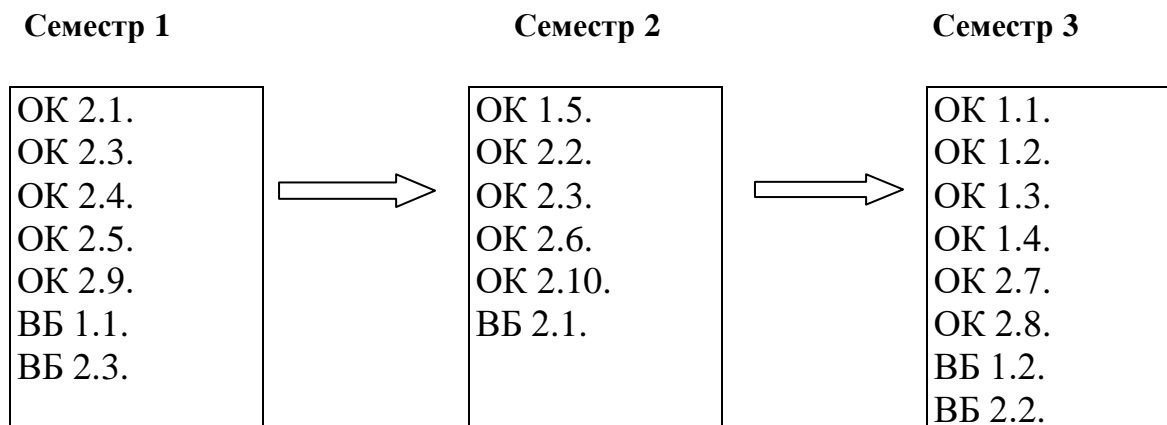 Семестр 1
Семестр 2
Семестр 3
ОК 2.1.
ОК 2.3.
ОК 2.4.
ОК 2.5.
ОК 2.9.
ВБ 1.1.
ВБ 2.3.
ОК 1.5.
ОК 2.2.
ОК 2.3.
ОК 2.6.
ОК 2.10.
ВБ 2.1.
ОК 1.1.
ОК 1.2.
ОК 1.3.
ОК 1.4.
ОК 2.7.
ОК 2.8.
ВБ 1.2.
ВБ 2.2.